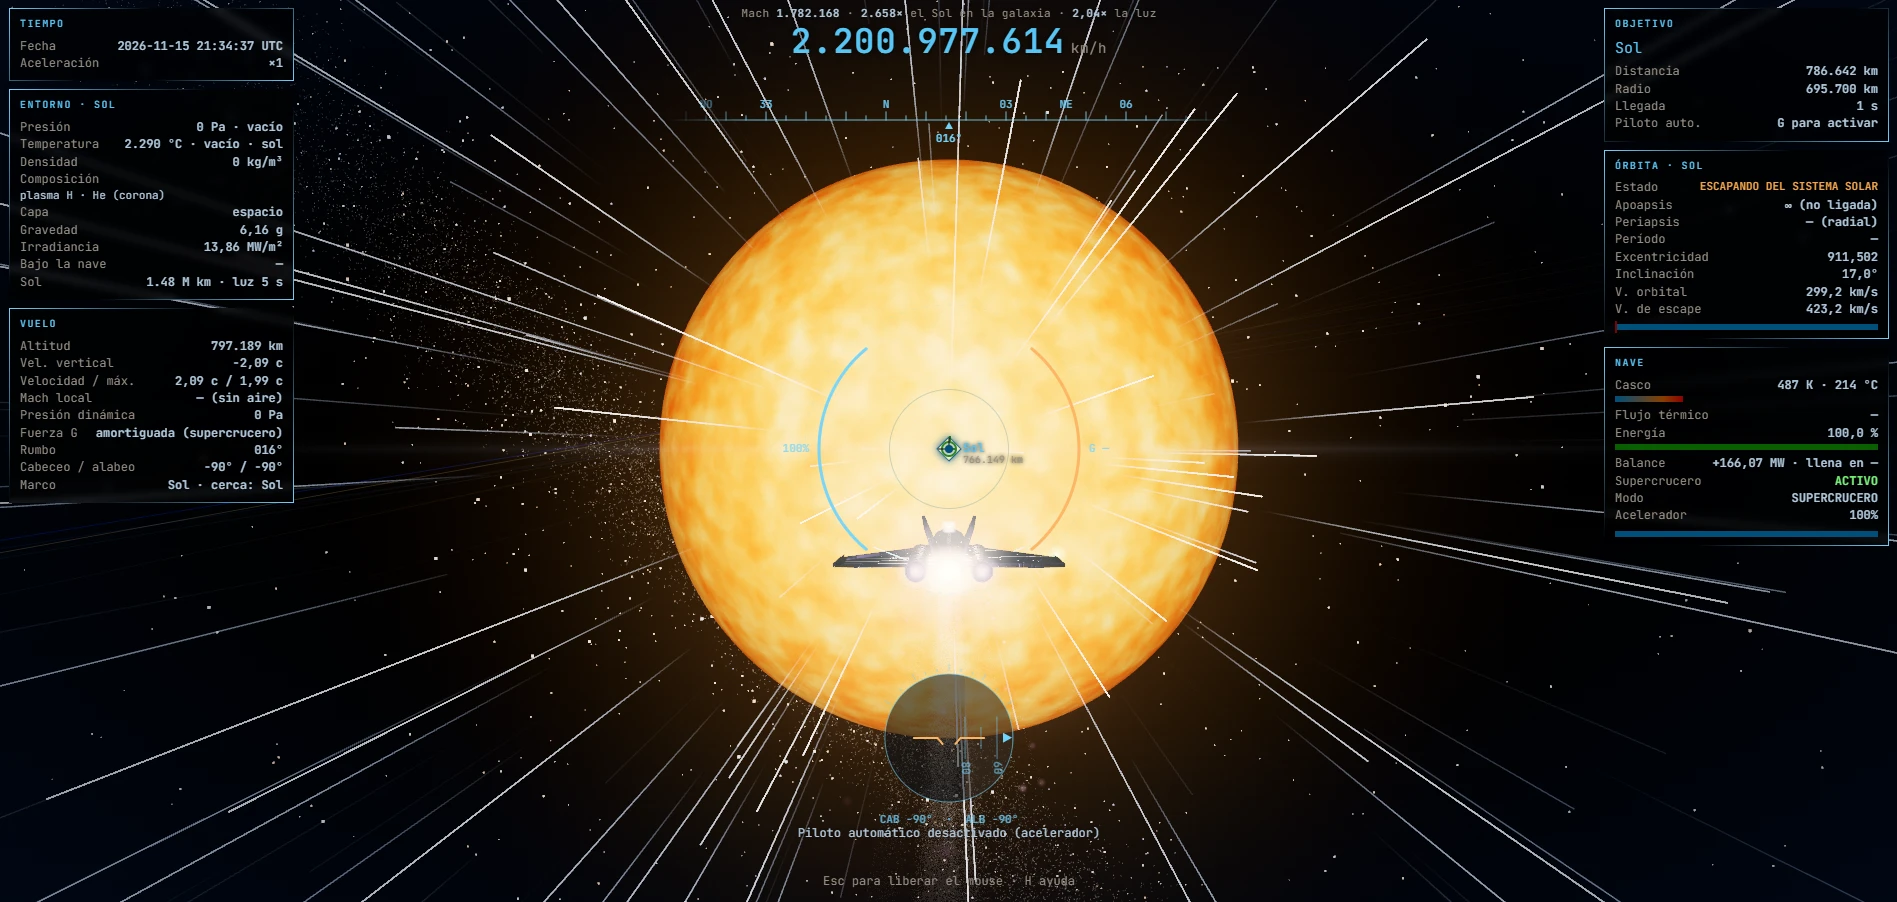 TIEMPO
Fecha 2026-11-15 21:34:37 UTC
Aceleración ×1
ENTORNO · SOL
Presión 0 Pa · vacío
Temperatura 2.290 °C · vacío · sol
Densidad 0 kg/m³
Composición
plasma H · He (corona)
Capa espacio
Gravedad 6,16 g
Irradiancia 13,86 MW/m²
Bajo la nave —
Sol 1.48 M km · luz 5 s
VUELO
Altitud 797.189 km
Vel. vertical -2,09 c
Velocidad / máx. 2,09 c / 1,99 c
Mach local — (sin aire)
Presión dinámica 0 Pa
Fuerza G amortiguada (supercrucero)
Rumbo 016°
Cabeceo / alabeo -90° / -90°
Marco Sol · cerca: Sol
Mach 1.782.168 · 2.658× el Sol en la galaxia · 2,04× la luz
2.200.977.614 km/h
33 N 03 NE 06
016°
100% G —
Sol
766.149 km
CAB -90° ALB -90°
Piloto automático desactivado (acelerador)
Esc para liberar el mouse · H ayuda
OBJETIVO
Sol
Distancia 786.642 km
Radio 695.700 km
Llegada 1 s
Piloto auto. G para activar
ÓRBITA · SOL
Estado ESCAPANDO DEL SISTEMA SOLAR
Apoapsis ∞ (no ligada)
Periapsis — (radial)
Período —
Excentricidad 911,502
Inclinación 17,0°
V. orbital 299,2 km/s
V. de escape 423,2 km/s
NAVE
Casco 487 K · 214 °C
Flujo térmico —
Energía 100,0 %
Balance +166,07 MW · llena en —
Supercrucero ACTIVO
Modo SUPERCRUCERO
Acelerador 100%